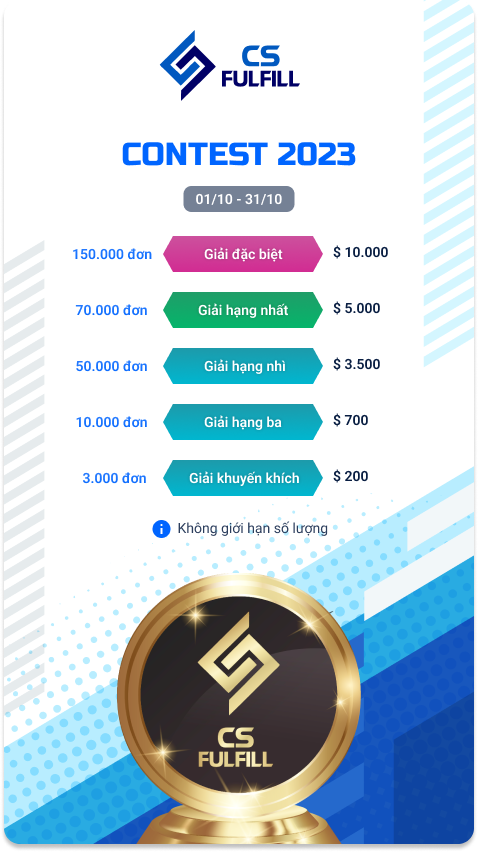 CS
FULFILL
CONTEST 2023
01/10 - 31/10
150.000 đơn Giải đặc biệt $ 10.000
70.000 đơn Giải hạng nhất $ 5.000
50.000 đơn Giải hạng nhì $ 3.500
10.000 đơn Giải hạng ba $ 700
3.000 đơn Giải khuyến khích $ 200
Không giới hạn số lượng
CS
FULFILL